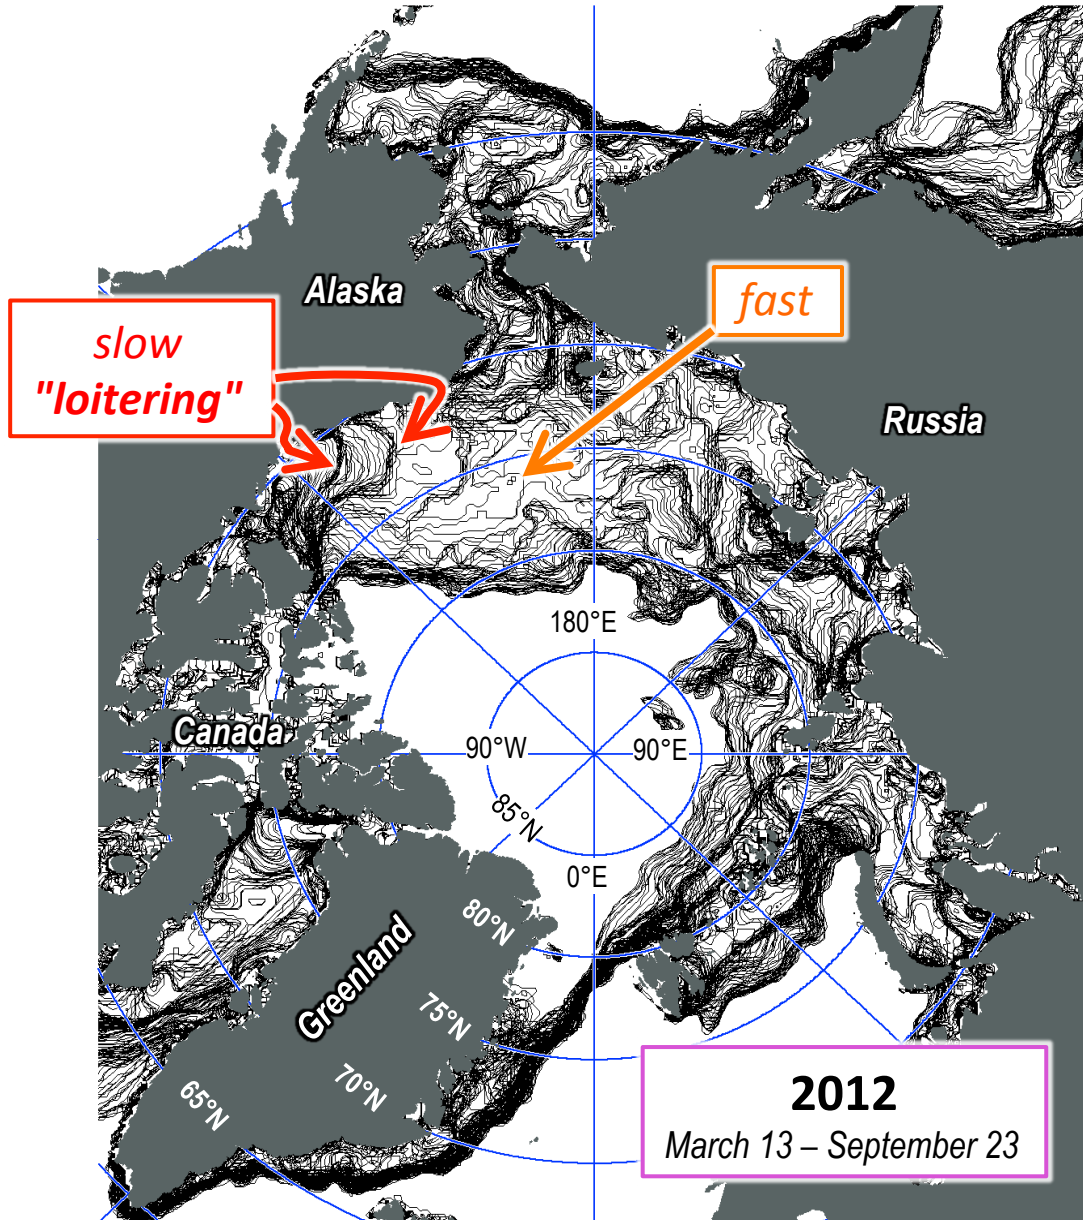 Alaska
fast
slow
"loitering"
Russia
180°E
Canada
90°W
90°E
85°N
0°E
80°N
Greenland
75°N
70°N
65°N
2012
March 13 – September 23